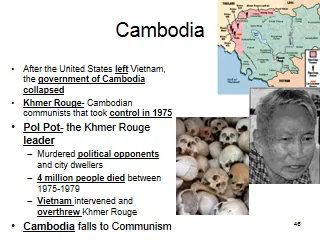 Cambodia
• After the United States left Vietnam,
the government of Cambodia
collapsed
• Khmer Rouge- Cambodian
communists that took control in 1975
• Pol Pot- the Khmer Rouge
leader
– Murdered political opponents
and city dwellers
– 4 million people died between
1975-1979
– Vietnam intervened and
overthrew Khmer Rouge
• Cambodia falls to Communism